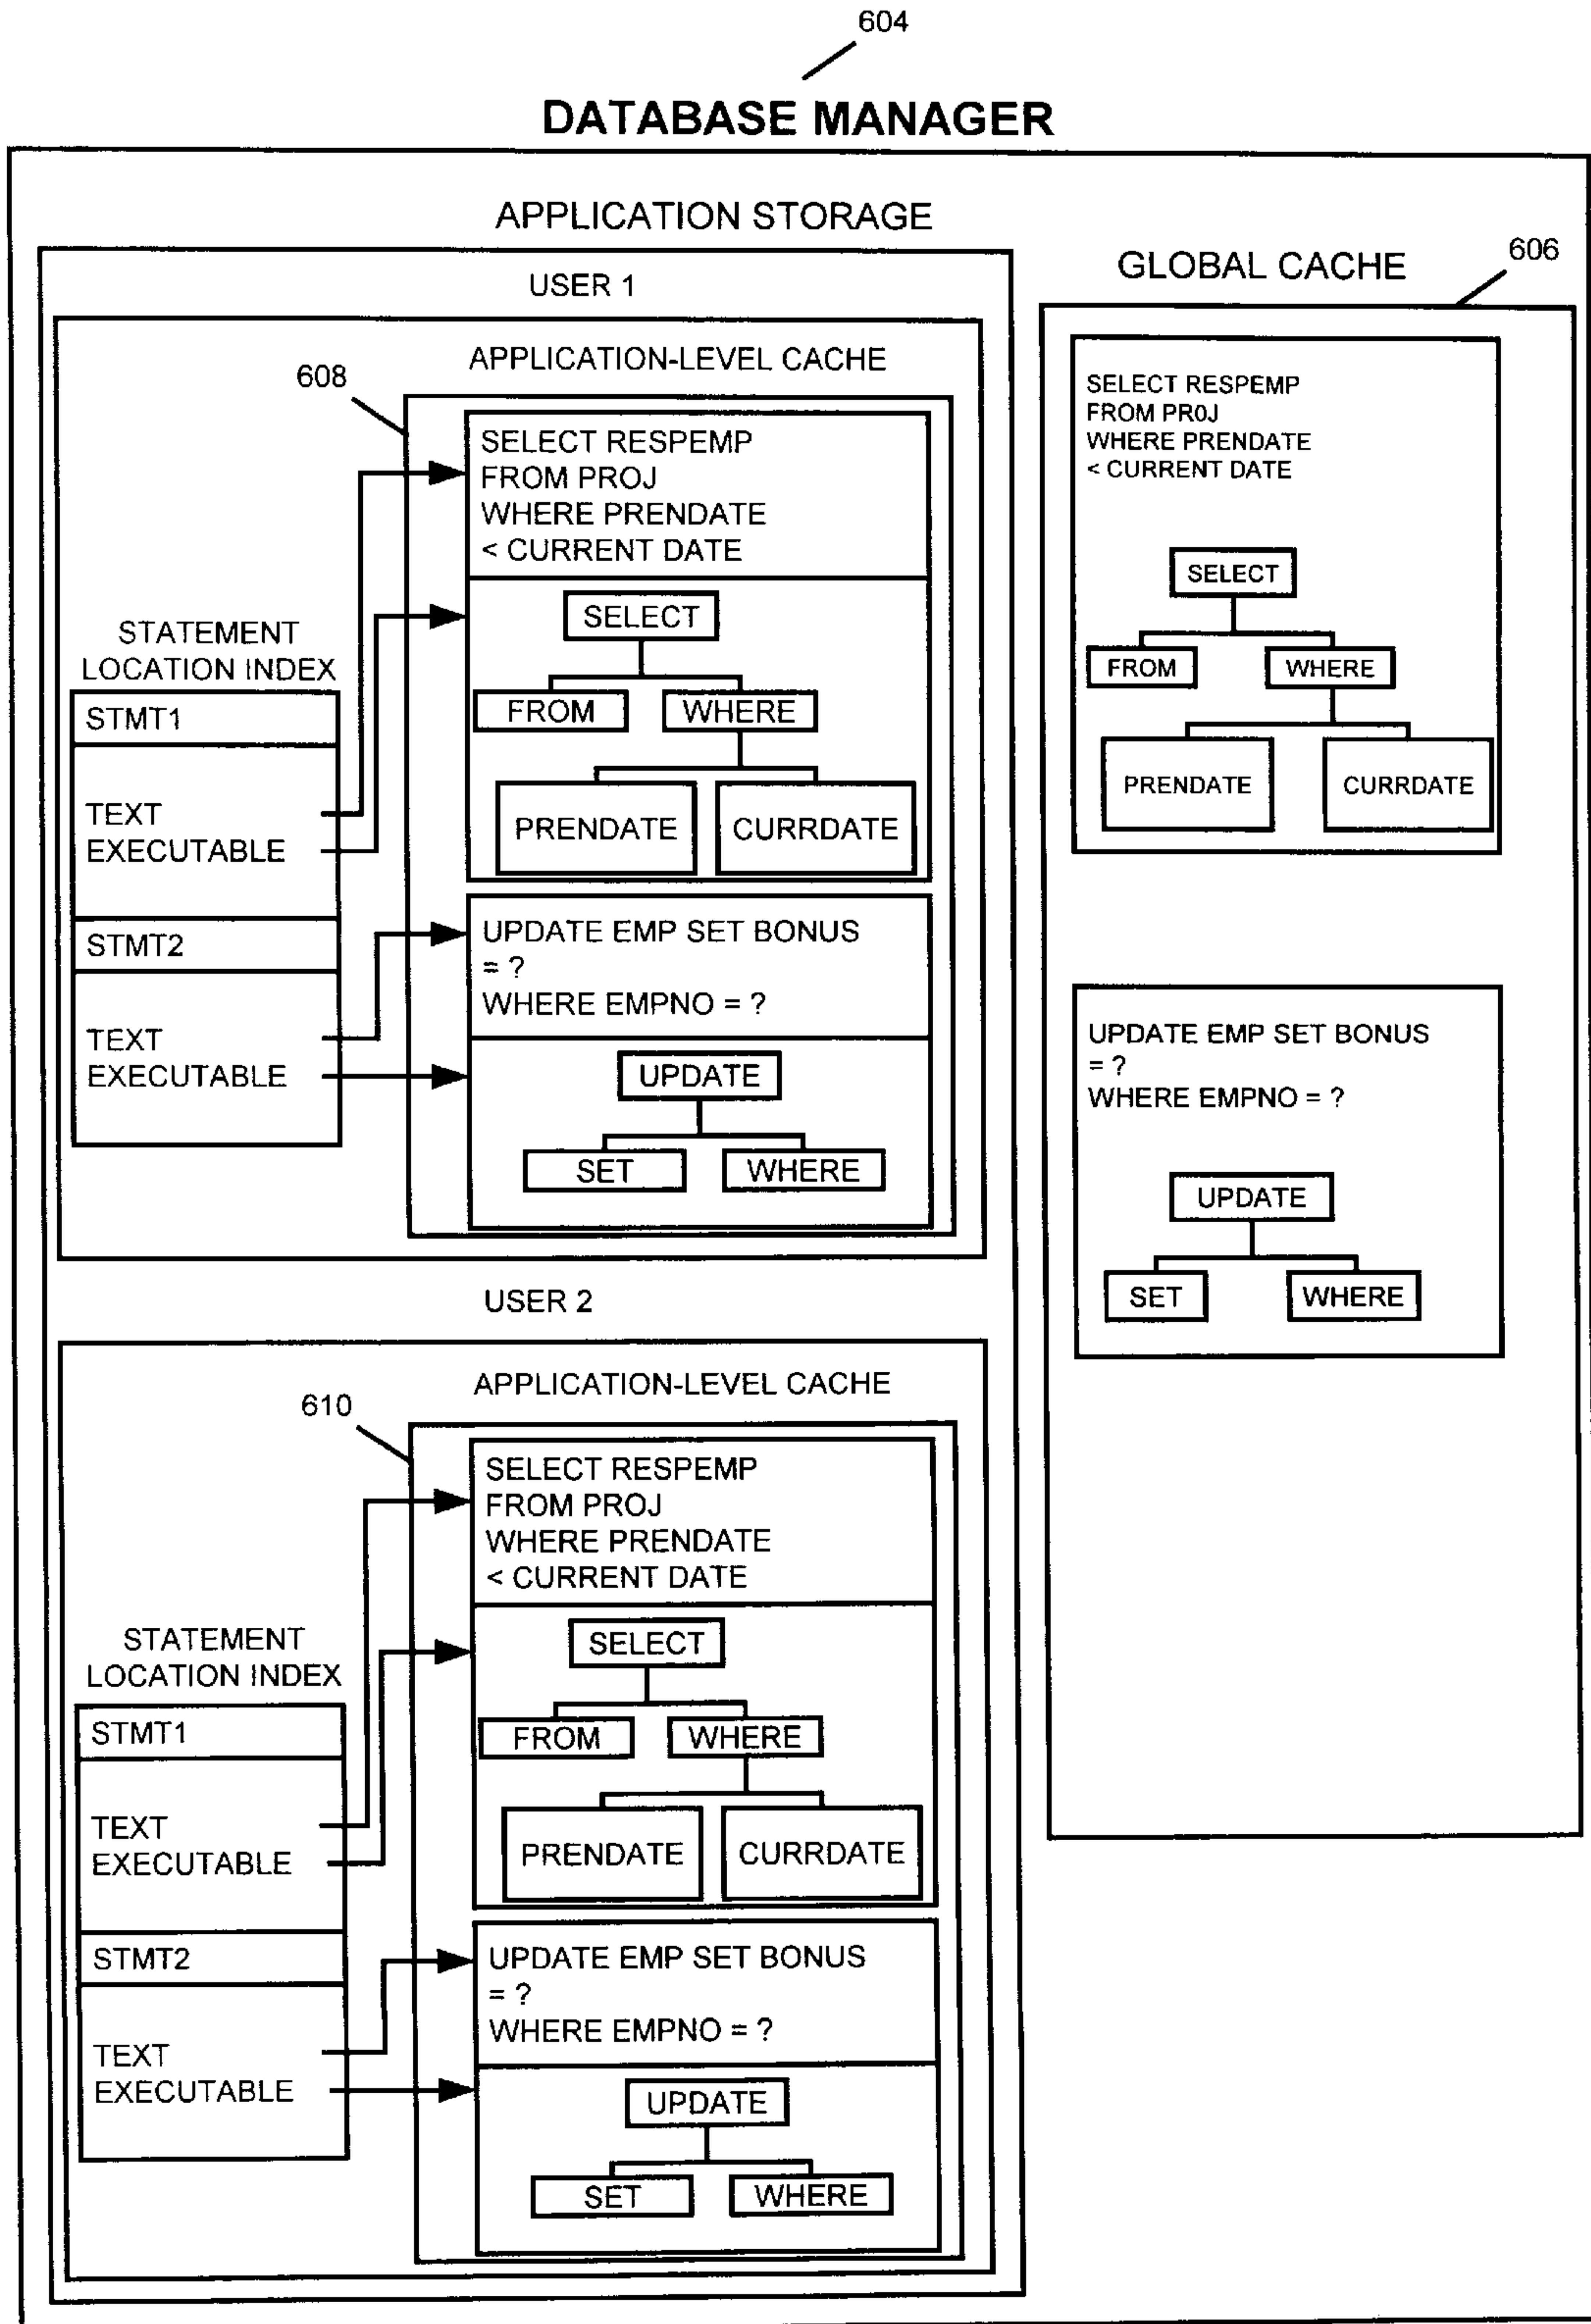 604
DATABASE MANAGER
APPLICATION STORAGE
USER 1
APPLICATION-LEVEL CACHE
608
SELECT RESPEMP
FROM PROJ
WHERE PRENDATE
< CURRENT DATE
SELECT
FROM
WHERE
PRENDATE
CURRDATE
STATEMENT
LOCATION INDEX
STMT1
TEXT
EXECUTABLE
STMT2
TEXT
EXECUTABLE
UPDATE EMP SET BONUS
= ?
WHERE EMPNO = ?
UPDATE
SET
WHERE
USER 2
APPLICATION-LEVEL CACHE
610
SELECT RESPEMP
FROM PROJ
WHERE PRENDATE
< CURRENT DATE
SELECT
FROM
WHERE
PRENDATE
CURRDATE
STATEMENT
LOCATION INDEX
STMT1
TEXT
EXECUTABLE
STMT2
TEXT
EXECUTABLE
UPDATE EMP SET BONUS
= ?
WHERE EMPNO = ?
UPDATE
SET
WHERE
GLOBAL CACHE
606
SELECT RESPEMP
FROM PR0J
WHERE PRENDATE
< CURRENT DATE
SELECT
FROM
WHERE
PRENDATE
CURRDATE
UPDATE EMP SET BONUS
= ?
WHERE EMPNO = ?
UPDATE
SET
WHERE